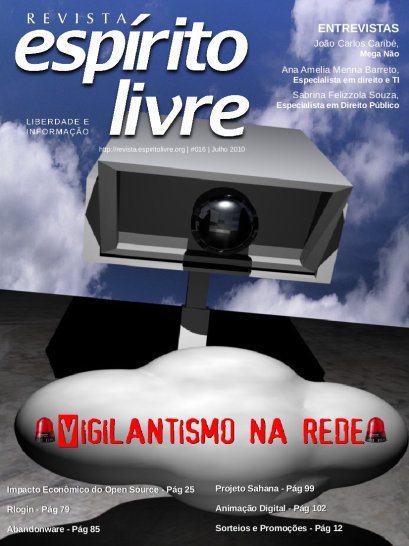 REVISTA
espírito
livre
LIBERDADE E
INFORMAÇÃO
http://revista.espiritolivre.org | #016 | Julho 2010
ENTREVISTAS
João Carlos Caribé,
Mega Não
Ana Amelia Menna Barreto,
Especialista em direito e TI
Sabrina Felizzola Souza,
Especialista em Direito Público
VIGILANTISMO NA REDE
Impacto Econômico do Open Source - Pág 25
Rlogin - Pág 79
Abandonware - Pág 85
Projeto Sahana - Pág 99
Animação Digital - Pág 102
Sorteios e Promoções - Pág 12